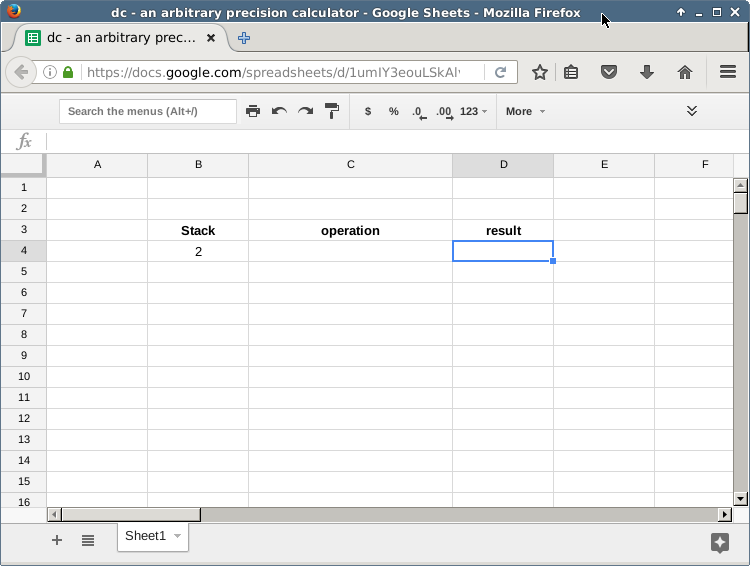 dc - an arbitrary precision calculator - Google Sheets - Mozilla Firefox
dc - an arbitrary prec...
https://docs.google.com/spreadsheets/d/1umIY3eouLSkAl
Search the menus (Alt+/) $ % .0 .00 123 More
fx
A B C D E F
1
2
3 Stack operation result
4 2
5
6
7
8
9
10
11
12
13
14
15
16
Sheet1